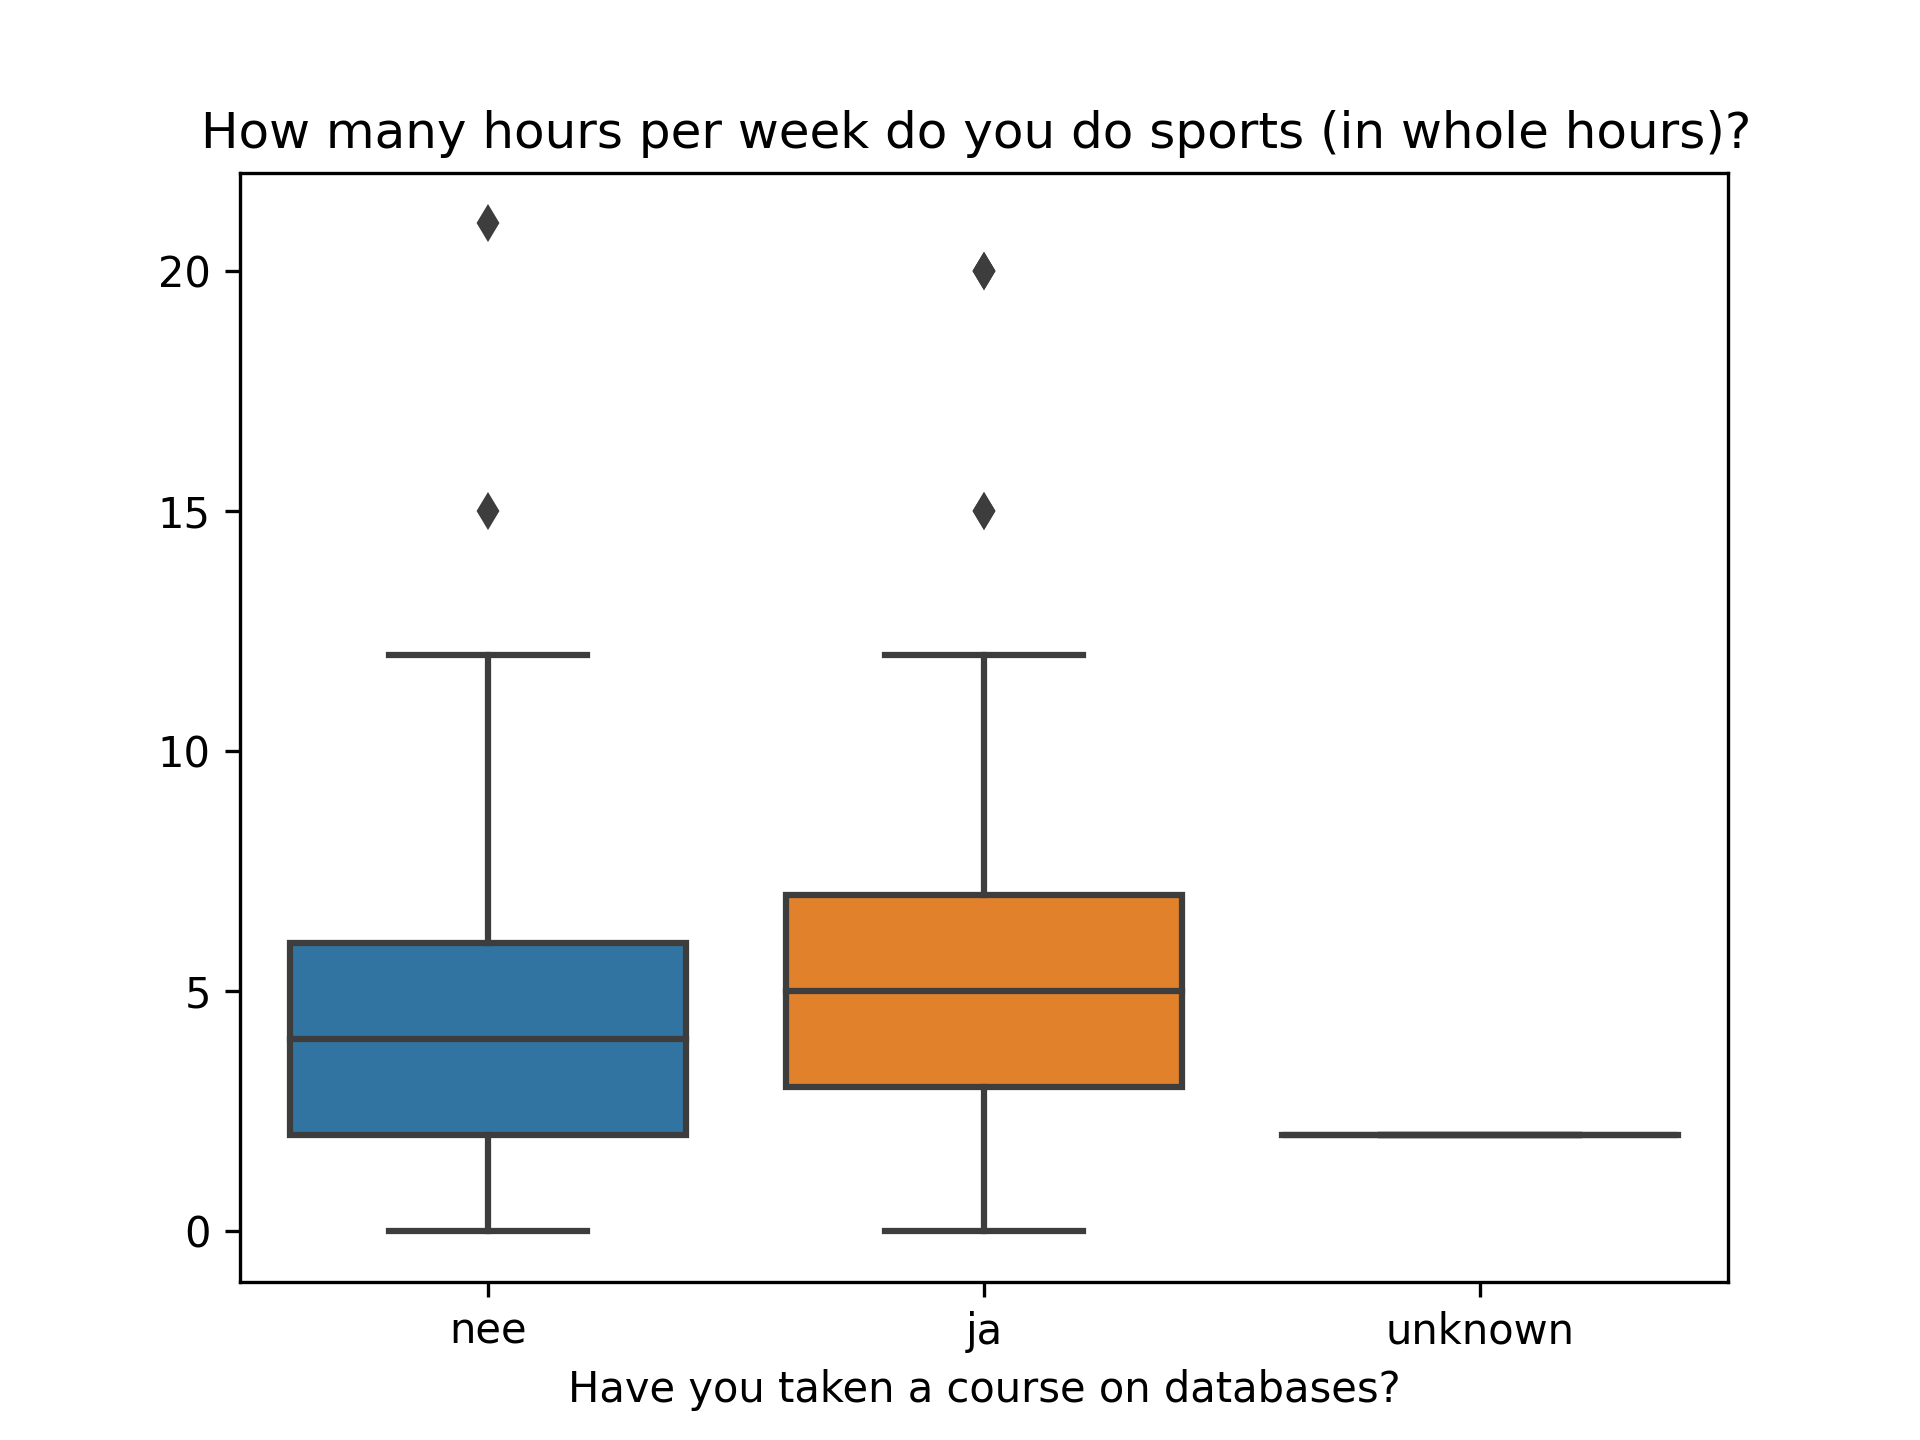 How many hours per week do you do sports (in whole hours)?
20
15
10
5
0
nee ja unknown
Have you taken a course on databases?